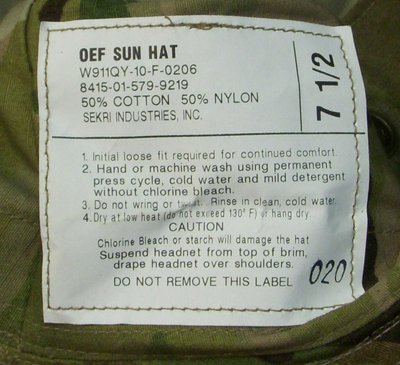 OEF SUN HAT
W911QY-10-F-0206
8415-01-579-9219
50% COTTON 50% NYLON
SEKRI INDUSTRIES, INC.
7 1/2
1. Initial loose fit required for continued comfort.
2. Hand or machine wash using permanent
press cycle, cold water and mild detergent
without chlorine bleach.
3. Do not wring or twist. Rinse in clean, cold water.
4. Dry at low heat (do not exceed 130° F) or hang dry.
CAUTION
Chlorine Bleach or starch will damage the hat
Suspend headnet from top of brim,
drape headnet over shoulders.
DO NOT REMOVE THIS LABEL
020